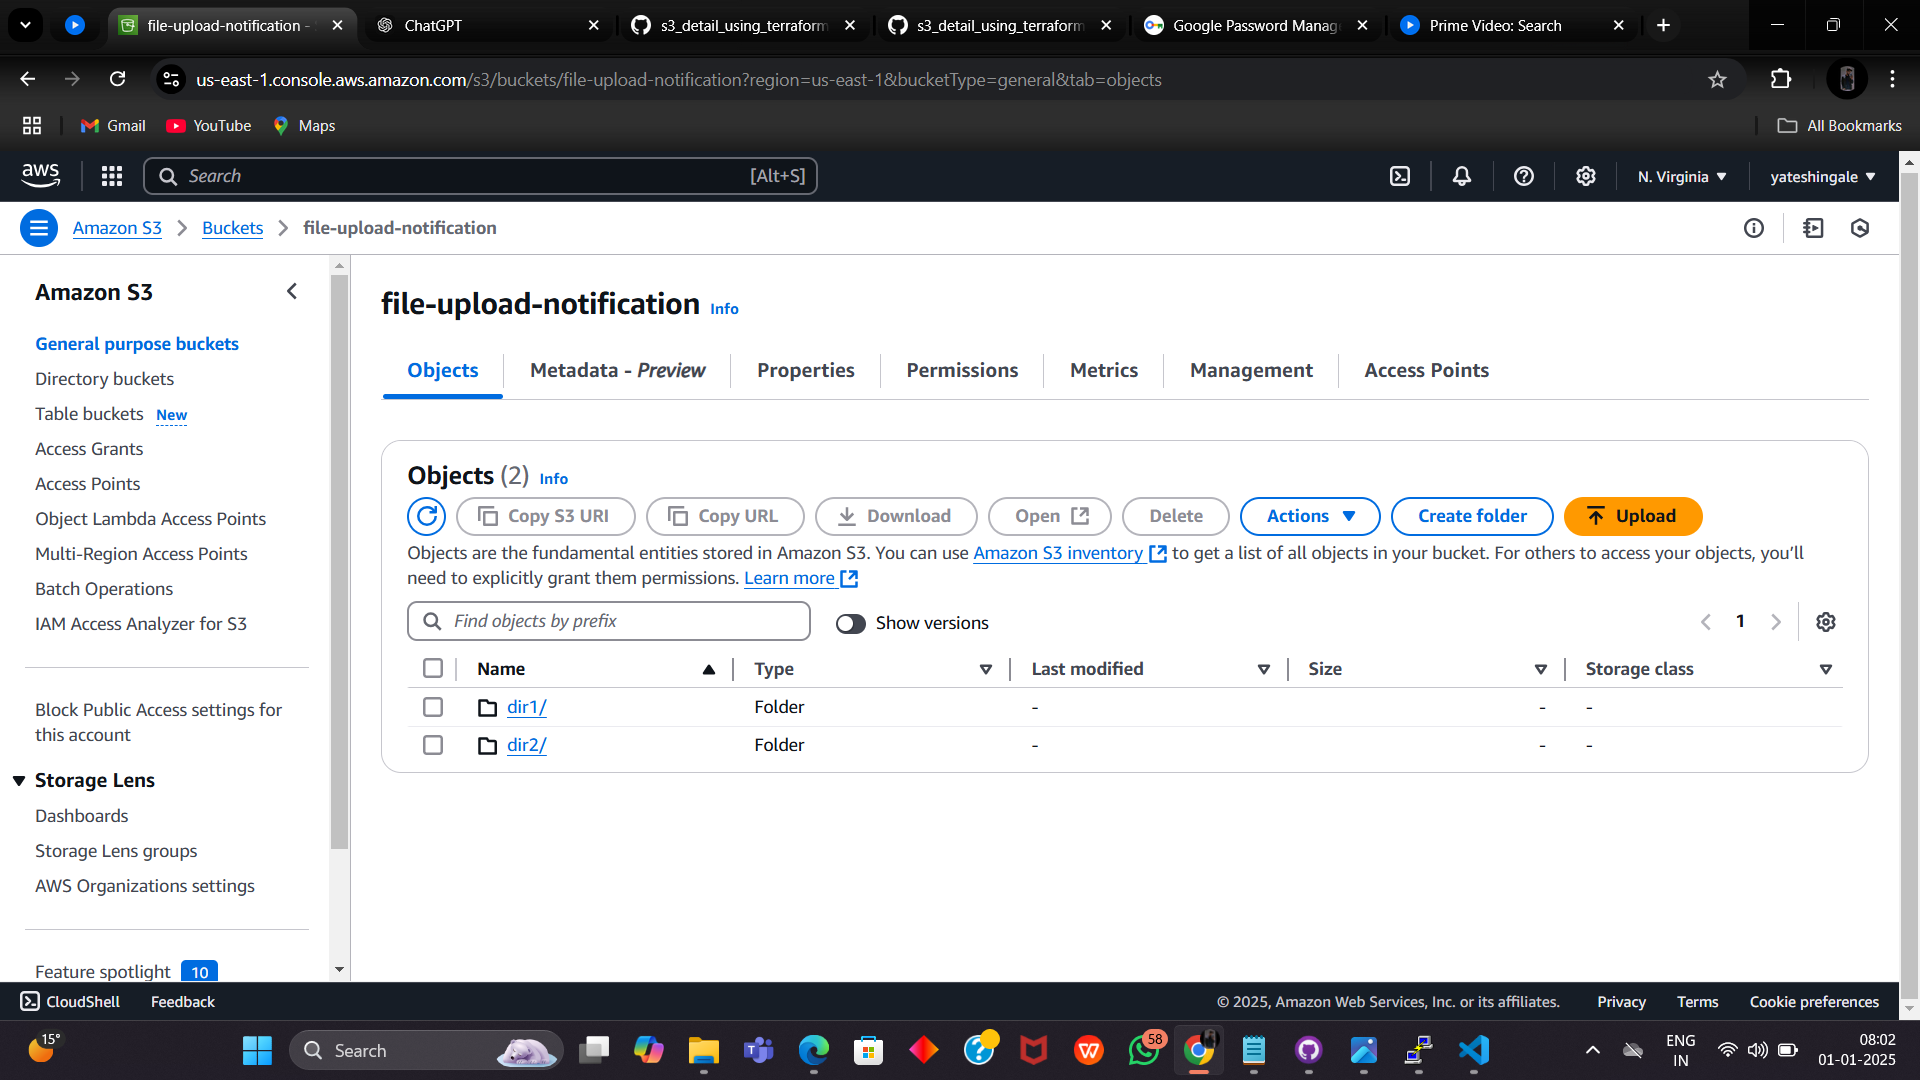 file-upload-notification -
ChatGPT
s3_detail_using_terraform
s3_detail_using_terraform
Google Password Manag
Prime Video: Search
us-east-1.console.aws.amazon.com/s3/buckets/file-upload-notification?region=us-east-1&bucketType=general&tab=objects
Gmail
YouTube
Maps
All Bookmarks
aws
Search
[Alt+S]
N. Virginia
yateshingale
Amazon S3
Buckets
file-upload-notification
Amazon S3
General purpose buckets
Directory buckets
Table buckets New
Access Grants
Access Points
Object Lambda Access Points
Multi-Region Access Points
Batch Operations
IAM Access Analyzer for S3
Block Public Access settings for
this account
Storage Lens
Dashboards
Storage Lens groups
AWS Organizations settings
Feature spotlight 10
file-upload-notification Info
Objects
Metadata - Preview
Properties
Permissions
Metrics
Management
Access Points
Objects (2) Info
Copy S3 URI
Copy URL
Download
Open
Delete
Actions
Create folder
Upload
Objects are the fundamental entities stored in Amazon S3. You can use Amazon S3 inventory to get a list of all objects in your bucket. For others to access your objects, you’ll
need to explicitly grant them permissions. Learn more
Find objects by prefix
Show versions
1
Name Type Last modified Size Storage class
dir1/ Folder - - -
dir2/ Folder - - -
CloudShell
Feedback
© 2025, Amazon Web Services, Inc. or its affiliates.
Privacy
Terms
Cookie preferences
15°
Search
58
ENG
IN
08:02
01-01-2025